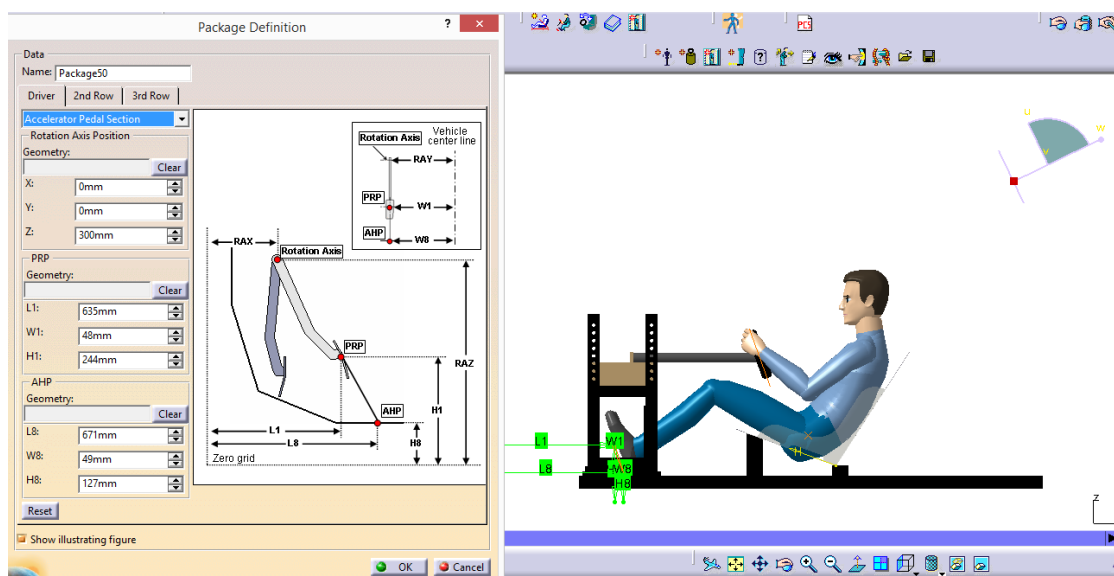 Package Definition
? ×
Data
Name: Package50
Driver 2nd Row 3rd Row
Accelerator Pedal Section
Rotation Axis Position
Geometry:
Clear
X: 0mm
Y: 0mm
Z: 300mm
PRP
Geometry:
Clear
L1: 635mm
W1: 48mm
H1: 244mm
AHP
Geometry:
Clear
L8: 671mm
W8: 49mm
H8: 127mm
Reset
Show illustrating figure
OK Cancel
Rotation Axis
Vehicle
center line
RAY
PRP
W1
AHP
W8
RAX
Rotation Axis
PRP
RAZ
H1
AHP
L1
L8
H8
Zero grid
PCS
U
W
V
L1
W1
L8
W8
H8
H
Z